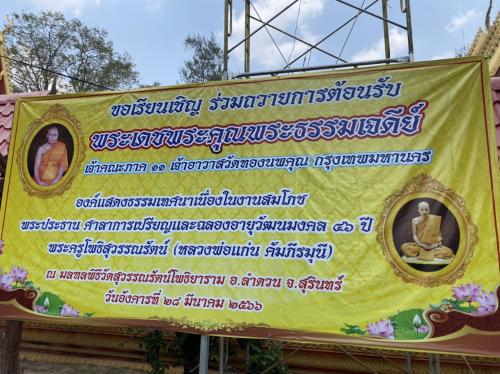 ขอเรียนเชิญ ร่วมถวายการต้อนรับ
พระเดชพระคุณพระธรรมเจดีย์
เจ้าคณะภาค ๑๑ เจ้าอาวาสวัดทองนพคุณ กรุงเทพมหานคร
องค์แสดงธรรมเทศนาเนื่องในงานสมโภช
พระประธาน ศาลาการเปรียญและฉลองอายุวัฒนมงคล ๕๖ ปี
พระครูโพธิสุวรรณรัตน์ (หลวงพ่อแก่น คัมภีรมุนี)
ณ มลฑลพิธีวัดสุวรรณรัตน์โพธิยาราม อ.ลำดวน จ.สุรินทร์
วันอังคารที่ ๒๘ มีนาคม ๒๕๖๖